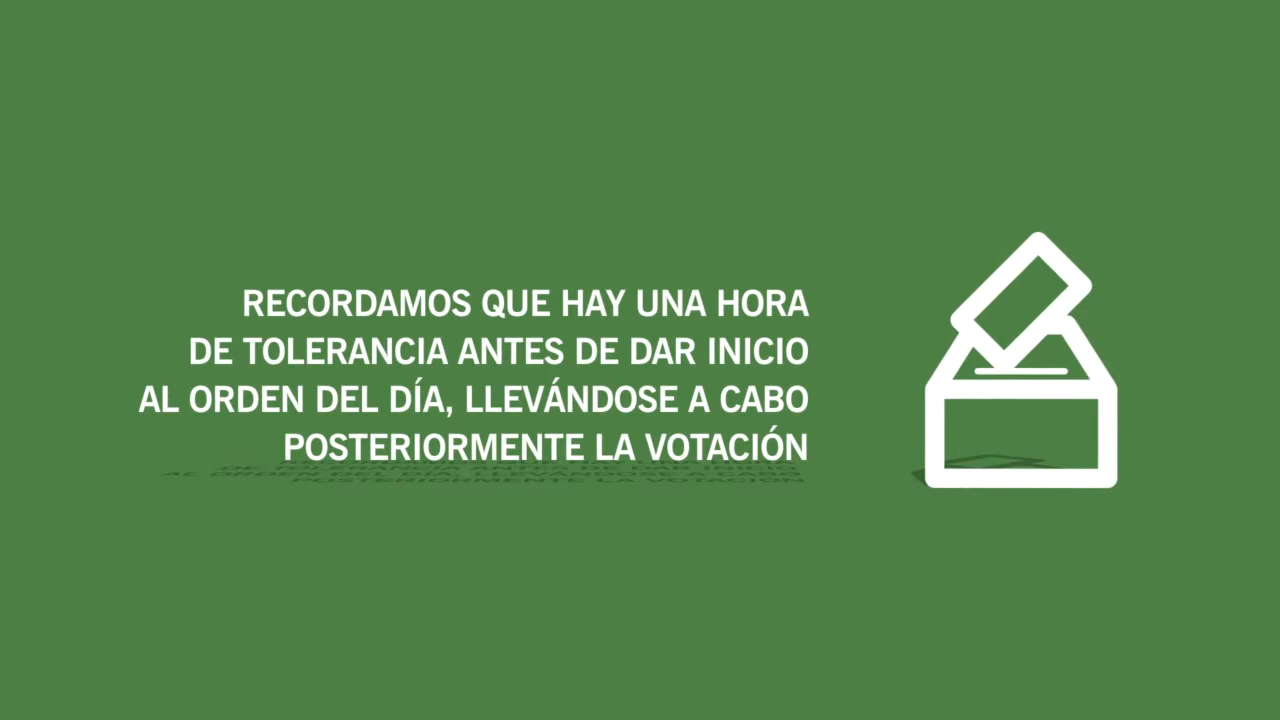 RECORDAMOS QUE HAY UNA HORA
DE TOLERANCIA ANTES DE DAR INICIO
AL ORDEN DEL DÍA, LLEVÁNDOSE A CABO
POSTERIORMENTE LA VOTACIÓN